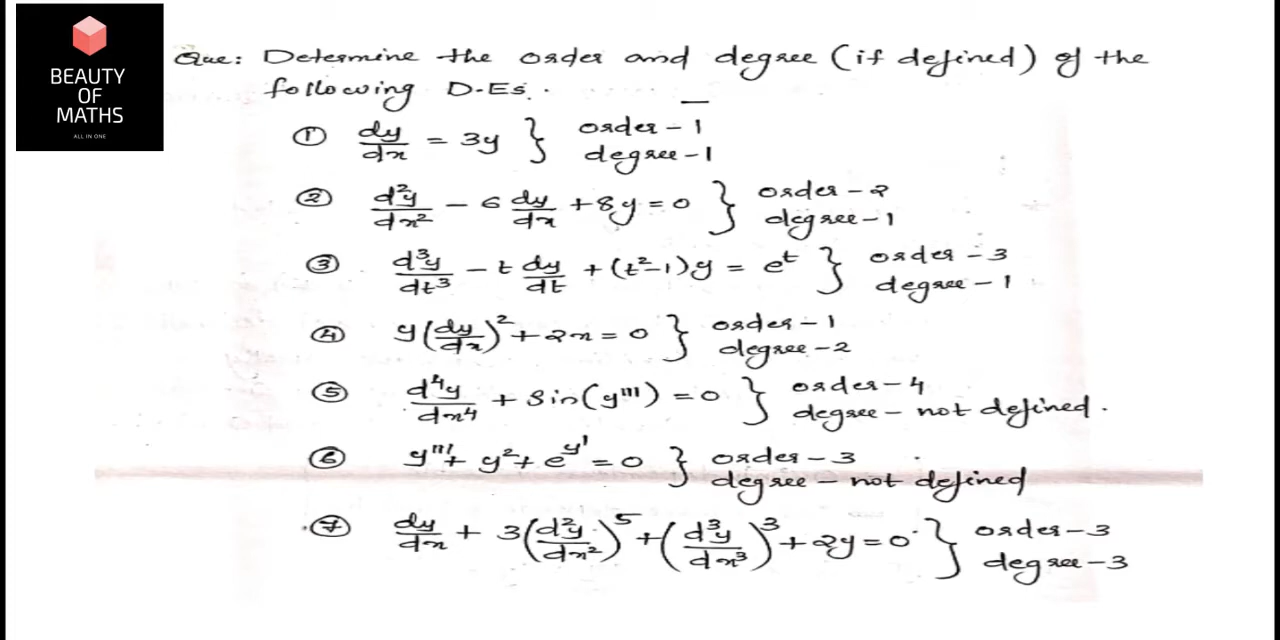 BEAUTY
OF
MATHS
ALL IN ONE
Que: Determine the order and degree (if defined) of the
following D-Es.
① dy/dx = 3y } order - 1
degree - 1
② d²y/dx² - 6 dy/dx + 8y = 0 } order - 2
degree - 1
③ d³y/dt³ - t dy/dt + (t²-1)y = e^t } order - 3
degree - 1
④ y(dy/dx)² + 2x = 0 } order - 1
degree - 2
⑤ d⁴y/dx⁴ + Sin(y''') = 0 } order - 4
degree - not defined.
⑥ y''' + y² + e^y' = 0 } order - 3
degree - not defined
⑦ dy/dx + 3(d²y/dx²)⁵ + (d³y/dx³)³ + 2y = 0 } order - 3
degree - 3